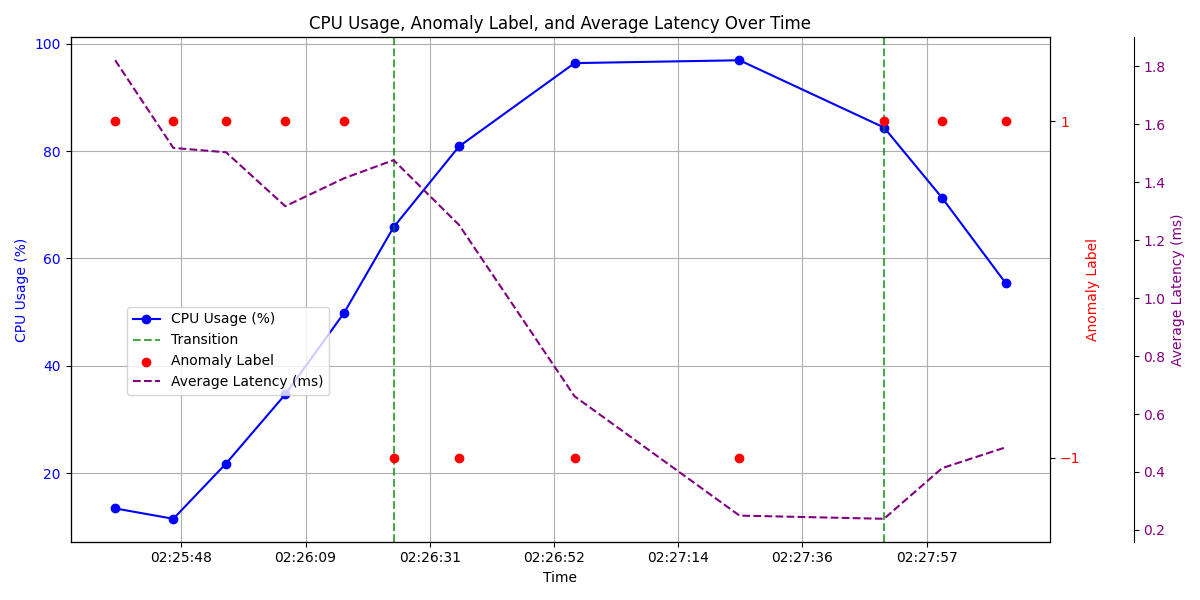 CPU Usage, Anomaly Label, and Average Latency Over Time
100
80
60
40
20
CPU Usage (%)
CPU Usage (%)
Transition
Anomaly Label
Average Latency (ms)
02:25:48
02:26:09
02:26:31
02:26:52
02:27:14
02:27:36
02:27:57
Time
1
−1
Anomaly Label
1.8
1.6
1.4
1.2
1.0
0.8
0.6
0.4
0.2
Average Latency (ms)